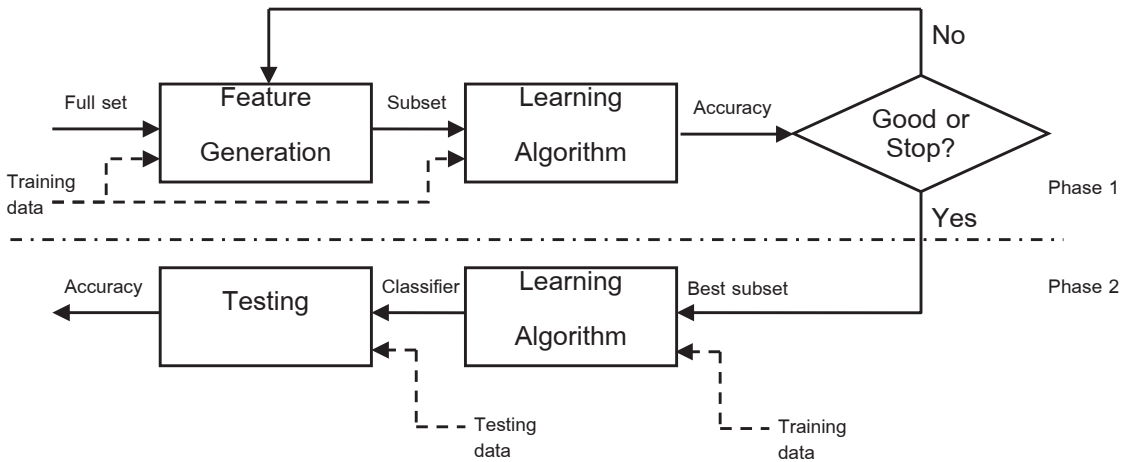 No
Full set
Feature
Generation
Subset
Learning
Algorithm
Accuracy
Good or
Stop?
Training
data
Phase 1
Yes
Accuracy
Testing
Classifier
Learning
Algorithm
Best subset
Phase 2
Testing
data
Training
data